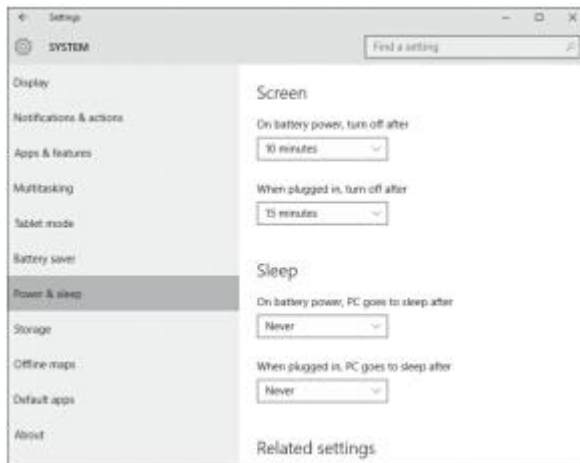 Settings
SYSTEM
Find a setting
Display
Notifications & actions
Apps & features
Multitasking
Tablet mode
Battery saver
Power & sleep
Storage
Offline maps
Default apps
About
Screen
On battery power, turn off after
10 minutes
When plugged in, turn off after
15 minutes
Sleep
On battery power, PC goes to sleep after
Never
When plugged in, PC goes to sleep after
Never
Related settings